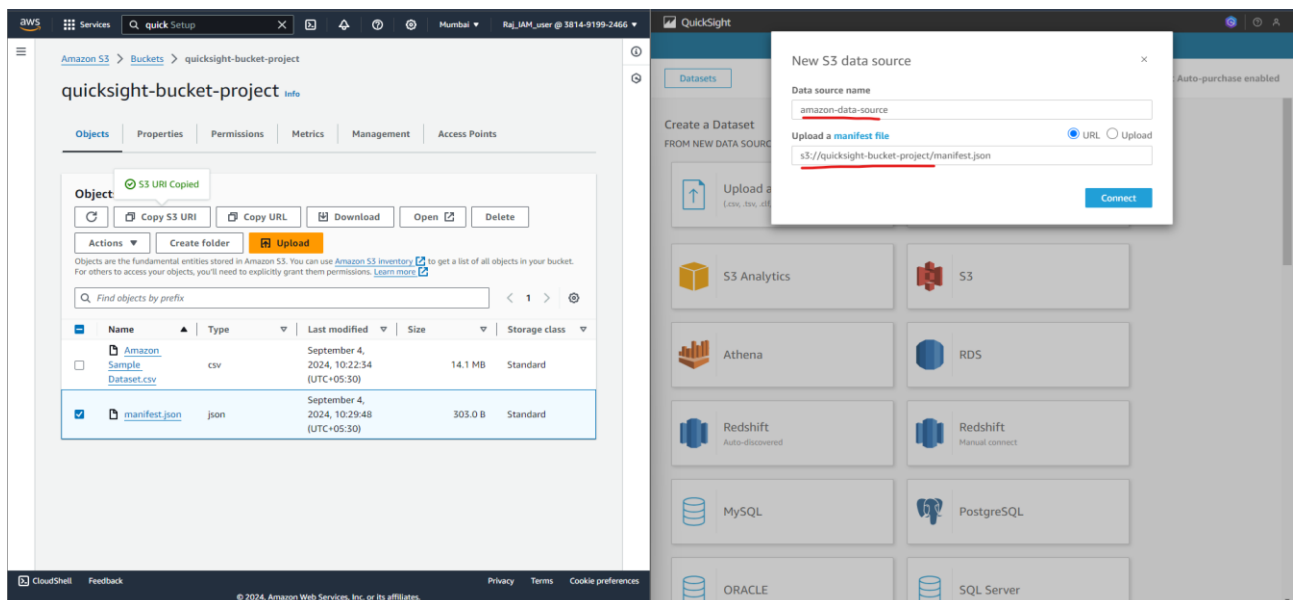 aws
Services
quick Setup
Mumbai ▼
Raj_IAM_user @ 3814-9199-2466 ▼
Amazon S3 > Buckets > quicksight-bucket-project
quicksight-bucket-project Info
Objects
Properties
Permissions
Metrics
Management
Access Points
Object
S3 URI Copied
Copy S3 URI
Copy URL
Download
Open
Delete
Actions ▼
Create folder
Upload
Objects are the fundamental entities stored in Amazon S3. You can use Amazon S3 inventory to get a list of all objects in your bucket.
For others to access your objects, you'll need to explicitly grant them permissions. Learn more
Find objects by prefix
1
Name
Type
Last modified
Size
Storage class
Amazon
Sample
Dataset.csv
csv
September 4,
2024, 10:22:34
(UTC+05:30)
14.1 MB
Standard
manifest.json
json
September 4,
2024, 10:29:48
(UTC+05:30)
303.0 B
Standard
CloudShell
Feedback
Privacy
Terms
Cookie preferences
© 2024, Amazon Web Services, Inc. or its affiliates.
QuickSight
Datasets
Auto-purchase enabled
Create a Dataset
FROM NEW DATA SOURC
New S3 data source
Data source name
amazon-data-source
Upload a manifest file
URL
Upload
s3://quicksight-bucket-project/manifest.json
Connect
Upload a
S3 Analytics
S3
Athena
RDS
Redshift
Auto-discovered
Redshift
Manual connect
MySQL
PostgreSQL
ORACLE
SQL Server